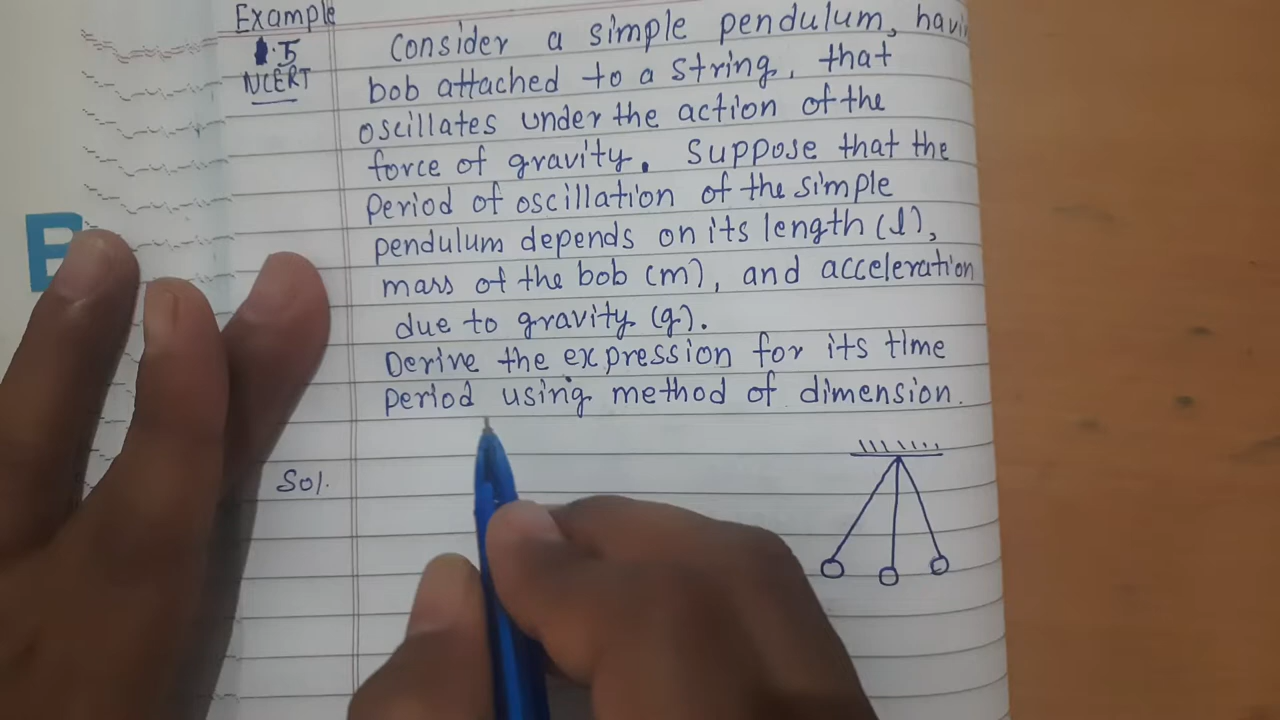 Example
1.5
NCERT
Consider a simple pendulum, havi
bob attached to a string, that
oscillates under the action of the
force of gravity. Suppose that the
period of oscillation of the simple
pendulum depends on its length (l),
mass of the bob (m), and acceleration
due to gravity (g).
Derive the expression for its time
period using method of dimension.
Sol.
B